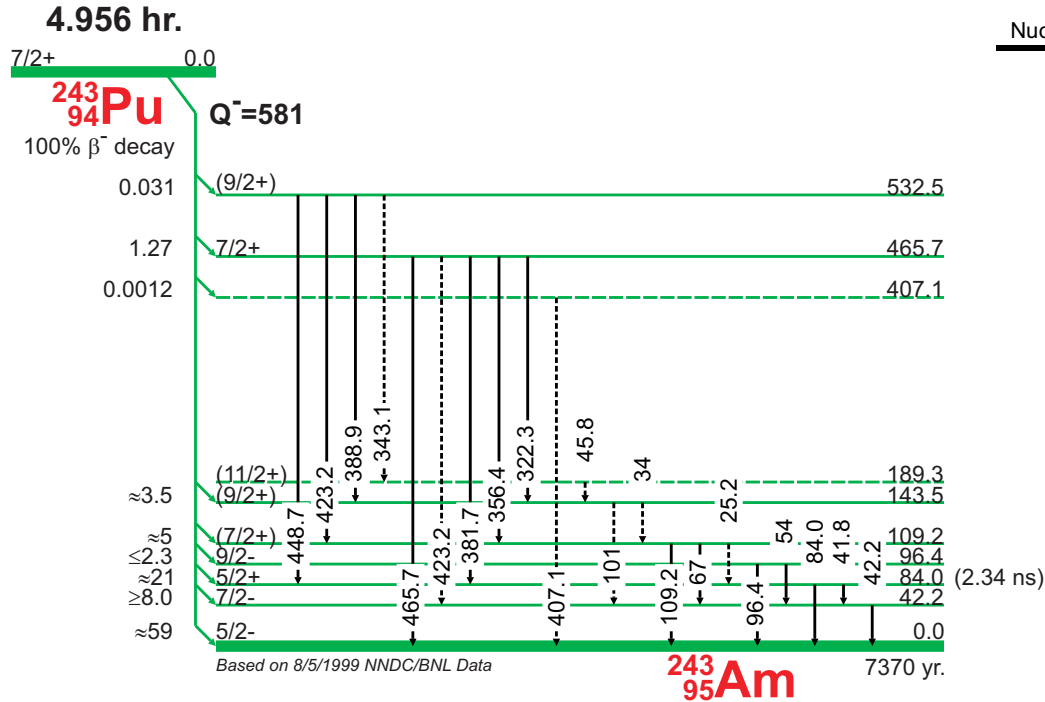 4.956 hr.
Nuc
7/2+ 0.0
243
94Pu
Q⁻=581
100% β⁻ decay
0.031 (9/2+) 532.5
1.27 7/2+ 465.7
0.0012 407.1
448.7 423.2 388.9 343.1 465.7 423.2 381.7 356.4 322.3 407.1 45.8 101 34 109.2 67 25.2 96.4 54 84.0 41.8 42.2
(11/2+) 189.3
≈3.5 (9/2+) 143.5
≈5 (7/2+) 109.2
≤2.3 9/2- 96.4
≈21 5/2+ 84.0 (2.34 ns)
≥8.0 7/2- 42.2
≈59 5/2- 0.0
Based on 8/5/1999 NNDC/BNL Data
243
95Am
7370 yr.